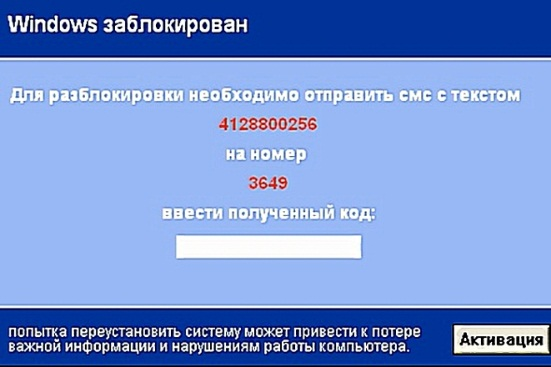 Windows заблокирован
Для разблокировки необходимо отправить смс с текстом
4128800256
на номер
3649
ввести полученный код:
попытка переустановить систему может привести к потере
важной информации и нарушениям работы компьютера.
Активация